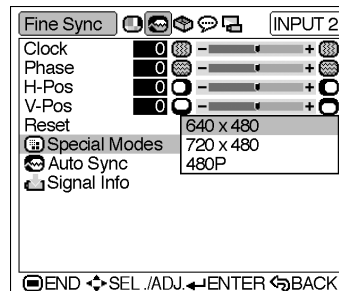 Fine Sync INPUT 2
Clock 0 - +
Phase 0 - +
H-Pos 0 - +
V-Pos 0 - +
Reset
Special Modes
640 x 480
720 x 480
480P
Auto Sync
Signal Info
END SEL./ADJ. ENTER BACK